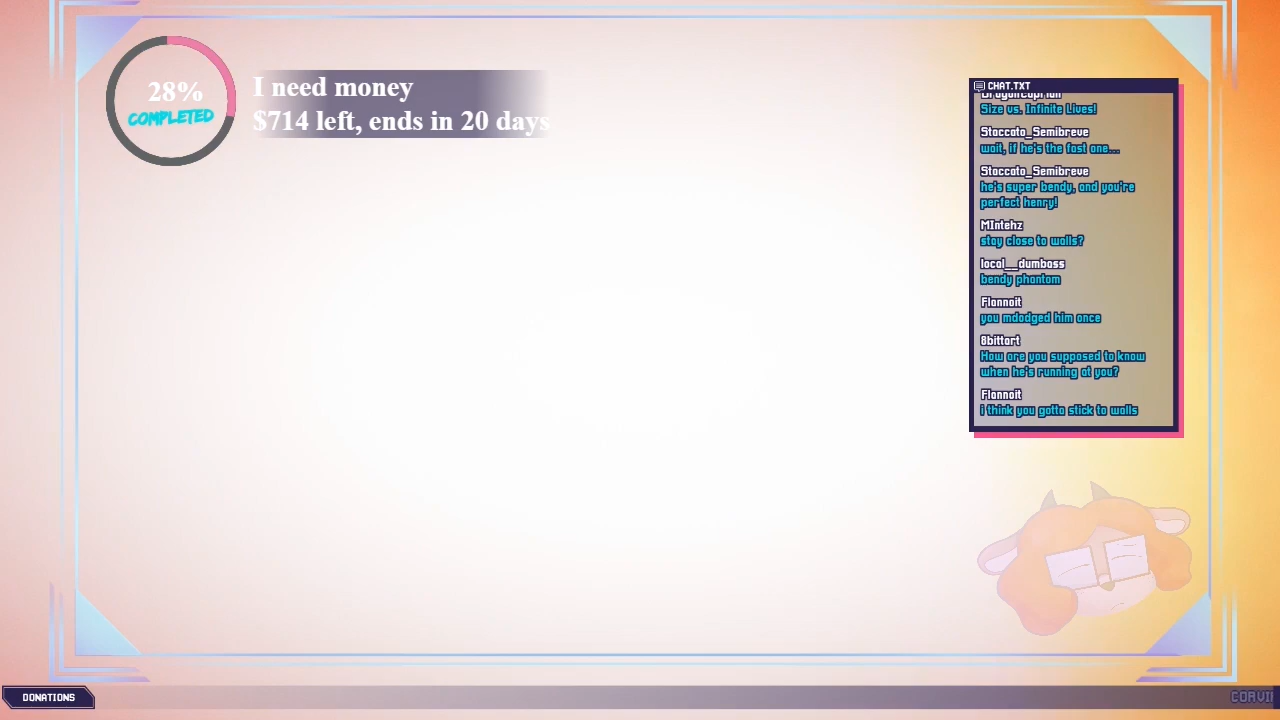 28%
COMPLETED
I need money
$714 left, ends in 20 days
CHAT.TXT
Size vs. Infinite Lives!
Staccato_Semibreve
wait, if he's the fast one...
Staccato_Semibreve
he's super bendy, and you're
perfect henry!
MIntehz
stay close to walls?
local__dumbass
bendy phantom
Flannoit
you mdodged him once
8bittart
How are you supposed to know
when he's running at you?
Flannoit
i think you gotta stick to walls
DONATIONS